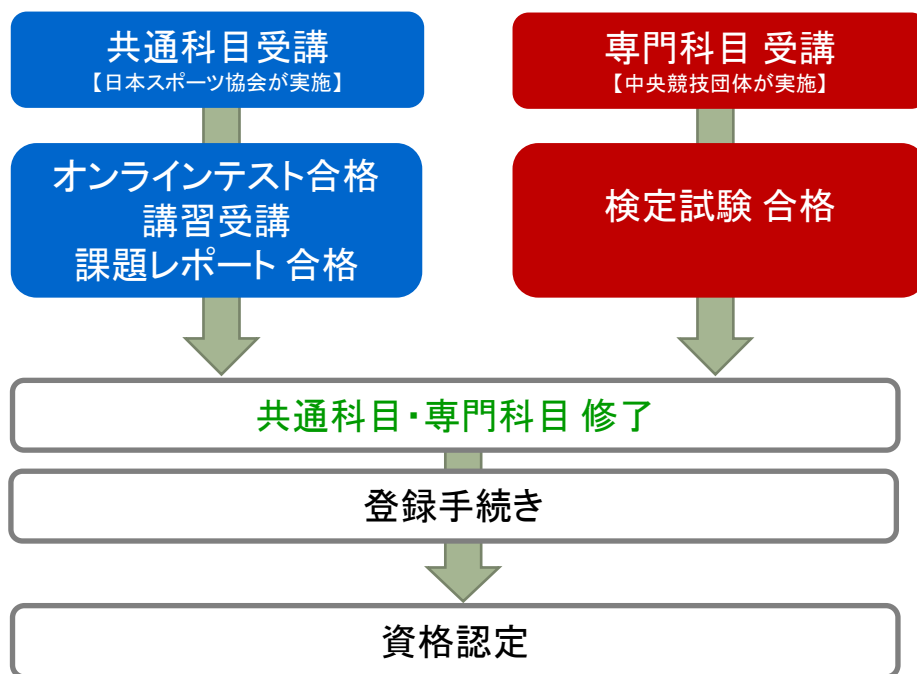 共通科目受講
【日本スポーツ協会が実施】
専門科目 受講
【中央競技団体が実施】
オンラインテスト合格
講習受講
課題レポート 合格
検定試験 合格
共通科目・専門科目 修了
登録手続き
資格認定